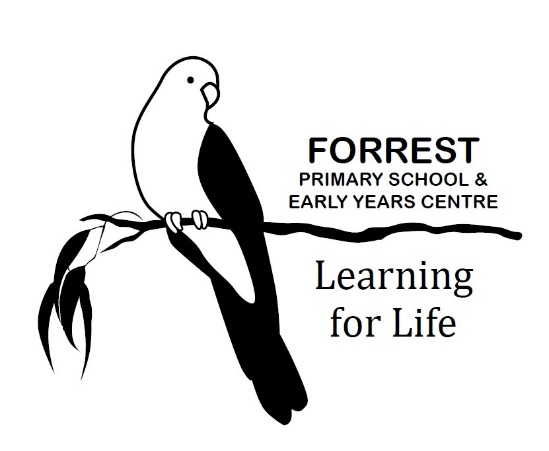 FORREST
PRIMARY SCHOOL &
EARLY YEARS CENTRE
Learning
for Life